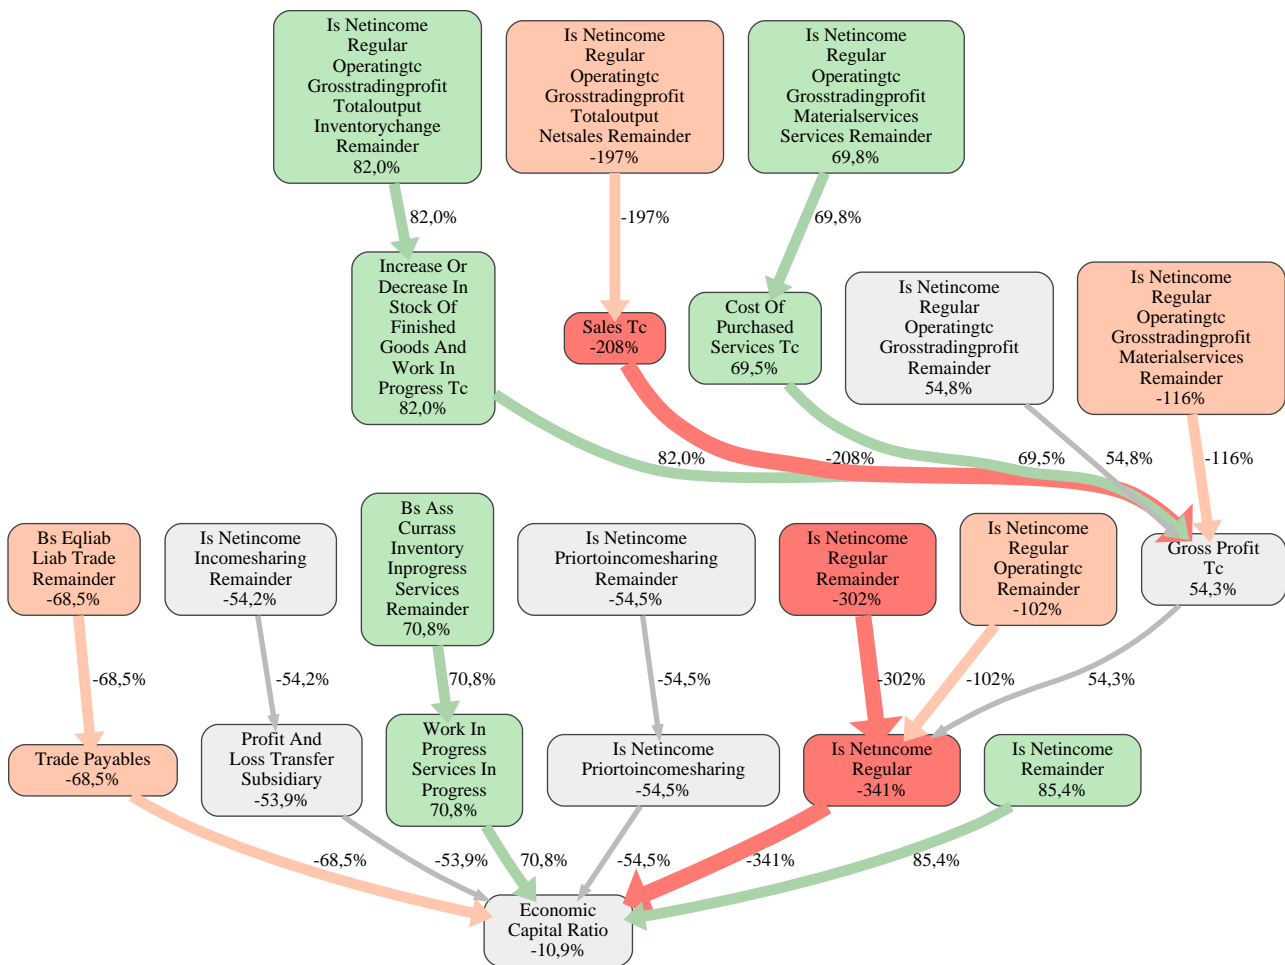 Is Netincome
Regular
Operatingtc
Grosstradingprofit
Totaloutput
Inventorychange
Remainder
82,0%
Is Netincome
Regular
Operatingtc
Grosstradingprofit
Totaloutput
Netsales Remainder
-197%
Is Netincome
Regular
Operatingtc
Grosstradingprofit
Materialservices
Services Remainder
69,8%
82,0%
-197%
69,8%
Increase Or
Decrease In
Stock Of
Finished
Goods And
Work In
Progress Tc
82,0%
Sales Tc
-208%
Cost Of
Purchased
Services Tc
69,5%
Is Netincome
Regular
Operatingtc
Grosstradingprofit
Remainder
54,8%
Is Netincome
Regular
Operatingtc
Grosstradingprofit
Materialservices
Remainder
-116%
82,0%
-208%
69,5%
54,8%
-116%
Bs Eqliab
Liab Trade
Remainder
-68,5%
Is Netincome
Incomesharing
Remainder
-54,2%
Bs Ass
Currass
Inventory
Inprogress
Services
Remainder
70,8%
Is Netincome
Priortoincomesharing
Remainder
-54,5%
Is Netincome
Regular
Remainder
-302%
Is Netincome
Regular
Operatingtc
Remainder
-102%
Gross Profit
Tc
54,3%
-68,5%
-54,2%
70,8%
-54,5%
-302%
-102%
54,3%
Trade Payables
-68,5%
Profit And
Loss Transfer
Subsidiary
-53,9%
Work In
Progress
Services In
Progress
70,8%
Is Netincome
Priortoincomesharing
-54,5%
Is Netincome
Regular
-341%
Is Netincome
Remainder
85,4%
-68,5%
-53,9%
70,8%
-54,5%
-341%
85,4%
Economic
Capital Ratio
-10,9%